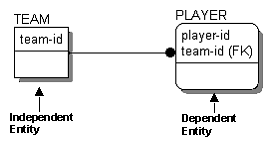 TEAM
team-id
PLAYER
player-id
team-id (FK)
Independent
Entity
Dependent
Entity